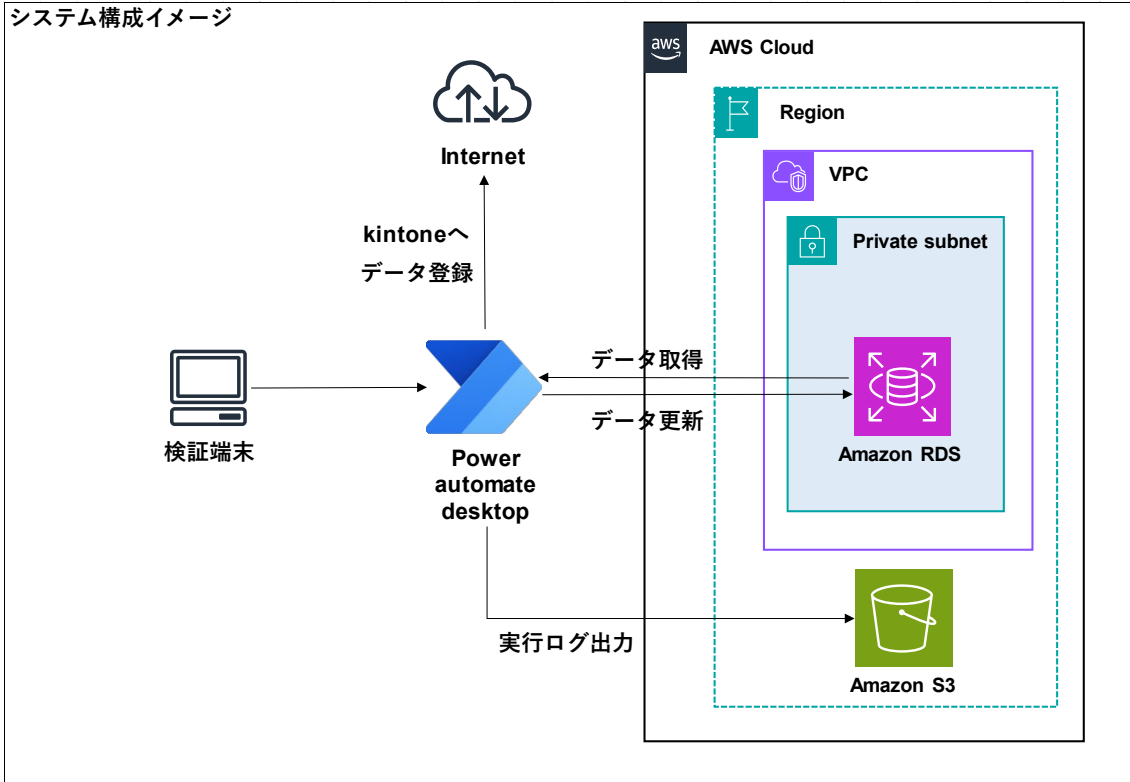 システム構成イメージ
aws
AWS Cloud
Region
Internet
VPC
kintoneへ
データ登録
Private subnet
データ取得
データ更新
検証端末
Power
automate
desktop
Amazon RDS
実行ログ出力
Amazon S3